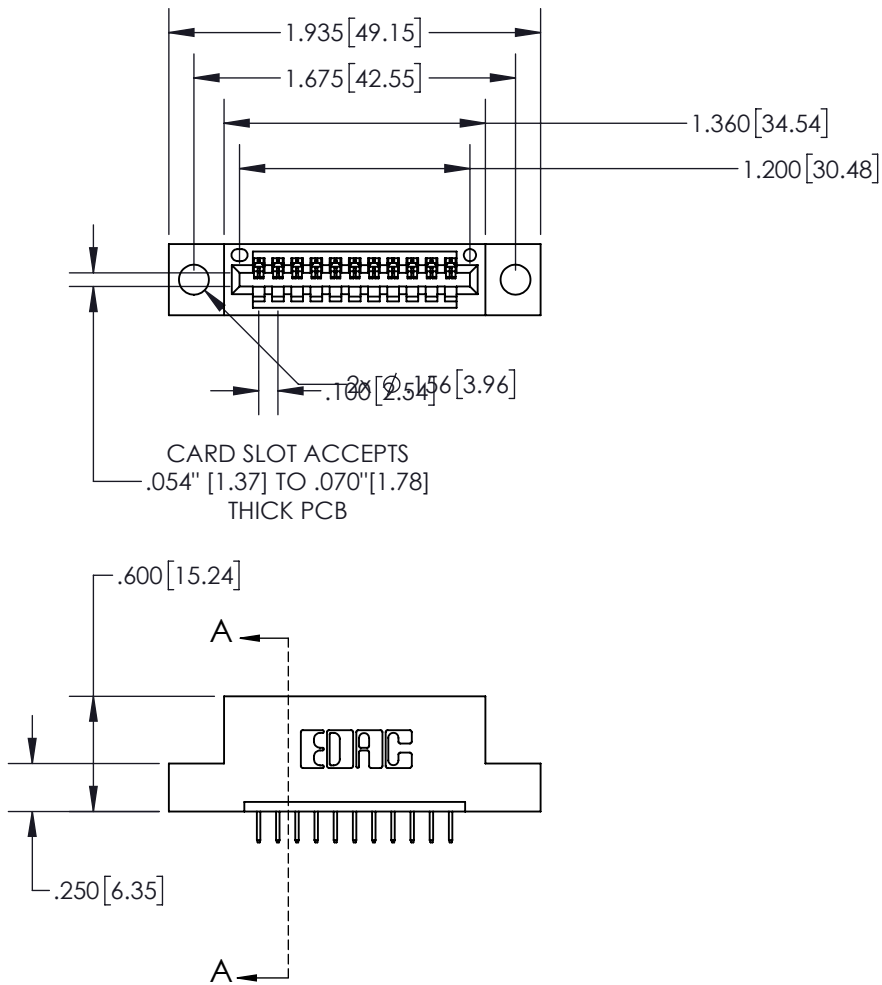 1.935[49.15]
1.675[42.55]
1.360[34.54]
1.200[30.48]
2x Ø .156 [3.96]
.100[2.54]
CARD SLOT ACCEPTS
.054" [1.37] TO .070"[1.78]
THICK PCB
.600[15.24]
A
EDAC
.250[6.35]
A